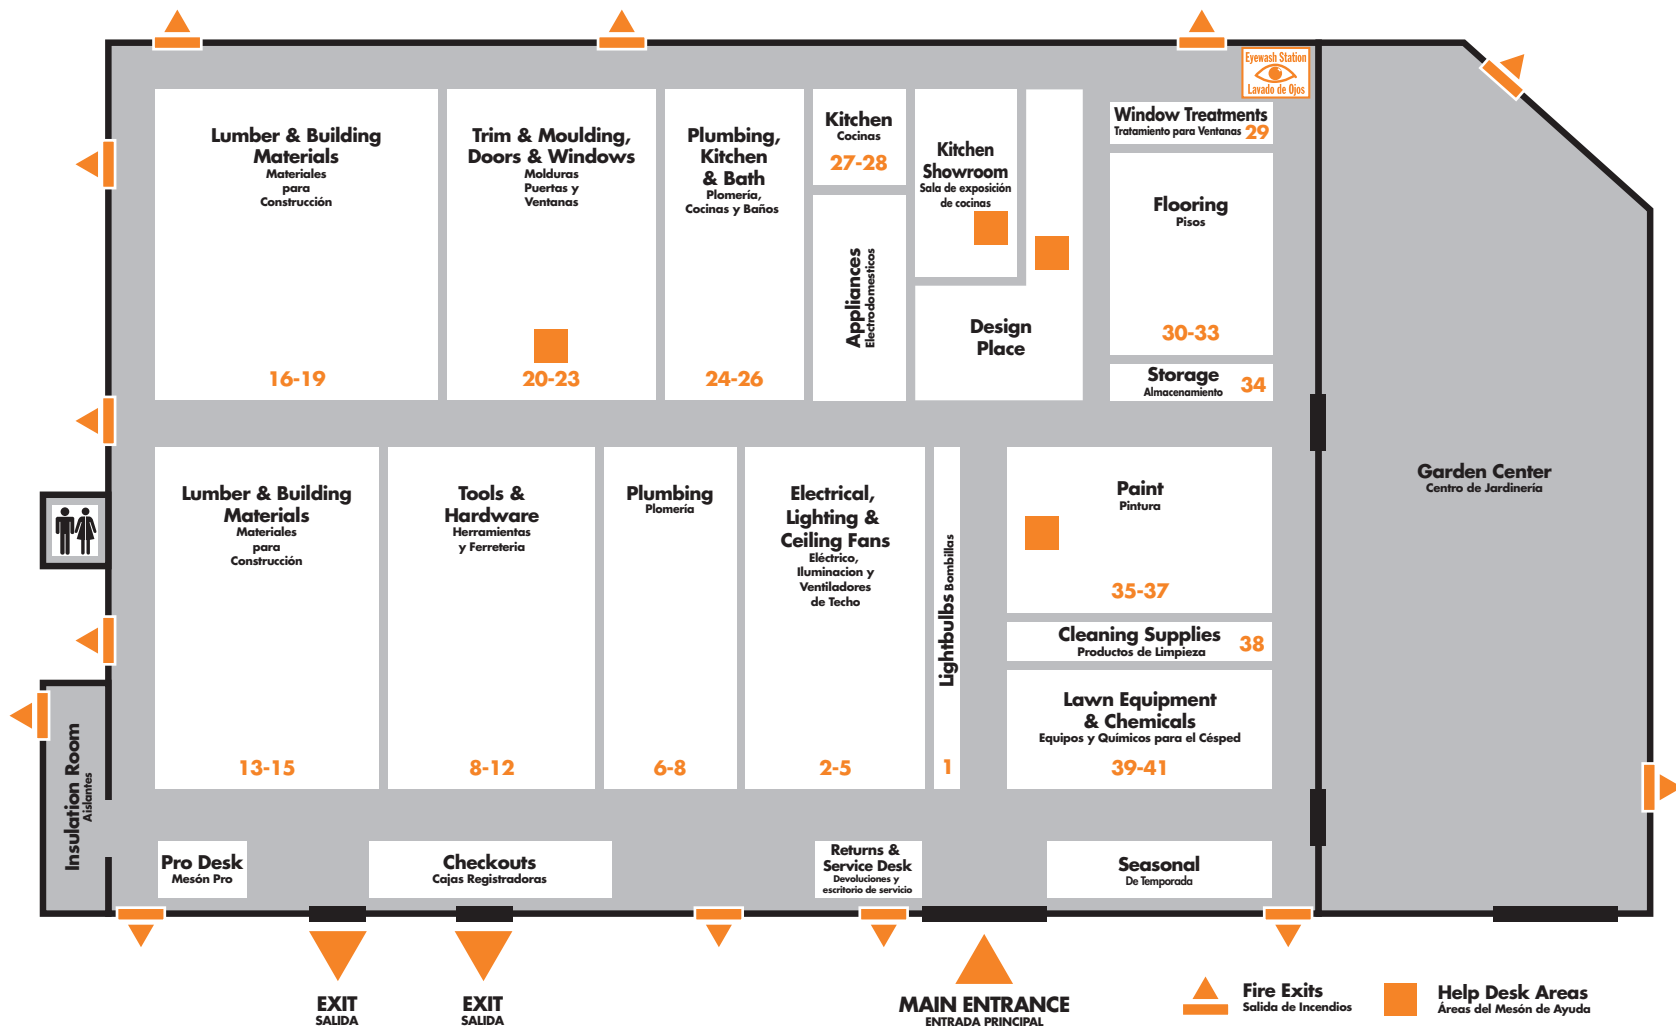 Eyewash Station
Lavado de Ojos
Lumber & Building
Materials
Materiales
para
Construcción
16-19
Trim & Moulding,
Doors & Windows
Molduras
Puertas y
Ventanas
20-23
Plumbing,
Kitchen
& Bath
Plomería,
Cocinas y Baños
24-26
Kitchen
Cocinas
27-28
Appliances
Electrodomesticos
Kitchen
Showroom
Sala de exposición
de cocinas
Design
Place
Window Treatments
Tratamiento para Ventanas 29
Flooring
Pisos
30-33
Storage
Almacenamiento
34
Garden Center
Centro de Jardinería
Lumber & Building
Materials
Materiales
para
Construcción
13-15
Tools &
Hardware
Herramientas
y Ferreteria
8-12
Plumbing
Plomería
6-8
Electrical,
Lighting &
Ceiling Fans
Eléctrico,
Iluminacion y
Ventiladores
de Techo
2-5
Lightbulbs Bombillas
1
Paint
Pintura
35-37
Cleaning Supplies
Productos de Limpieza
38
Lawn Equipment
& Chemicals
Equipos y Químicos para el Césped
39-41
Insulation Room
Aislantes
Pro Desk
Mesón Pro
Checkouts
Cajas Registradoras
Returns &
Service Desk
Devoluciones y
escritorio de servicio
Seasonal
De Temporada
EXIT
SALIDA
EXIT
SALIDA
MAIN ENTRANCE
ENTRADA PRINCIPAL
Fire Exits
Salida de Incendios
Help Desk Areas
Áreas del Mesón de Ayuda